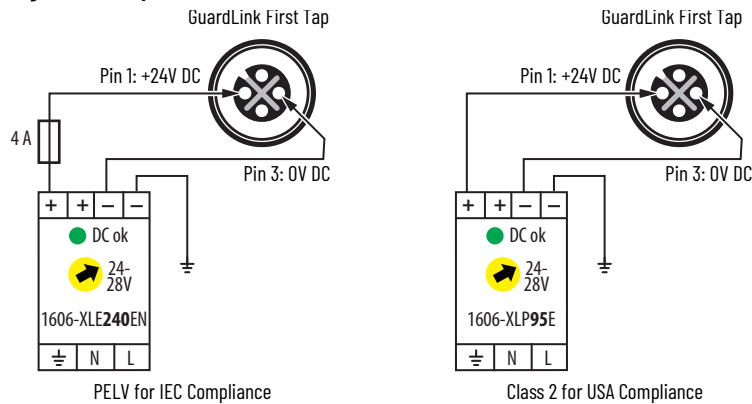 GuardLink First Tap
Pin 1: +24V DC
4 A
Pin 3: 0V DC
+ + – –
DC ok
24-
28V
1606-XLE240EN
N L
PELV for IEC Compliance
GuardLink First Tap
Pin 1: +24V DC
Pin 3: 0V DC
+ + – –
DC ok
24-
28V
1606-XLP95E
N L
Class 2 for USA Compliance